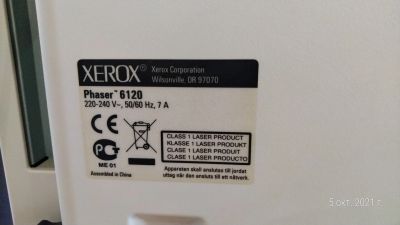 XEROX® Xerox Corporation
Wilsonville, OR 97070
Phaser™ 6120
220-240 V~, 50/60 Hz, 7 A
CE
CLASS 1 LASER PRODUCT
KLASSE 1 LASER PRODUKT
CLASSE 1 LASER PRODUIT
CLASSE 1 LASER PRODUCTO
ME 01
Assembled in China
Apparaten skall anslutas till jordat
uttag när den ansluts till ett nätverk.
5 окт. 2021 г.